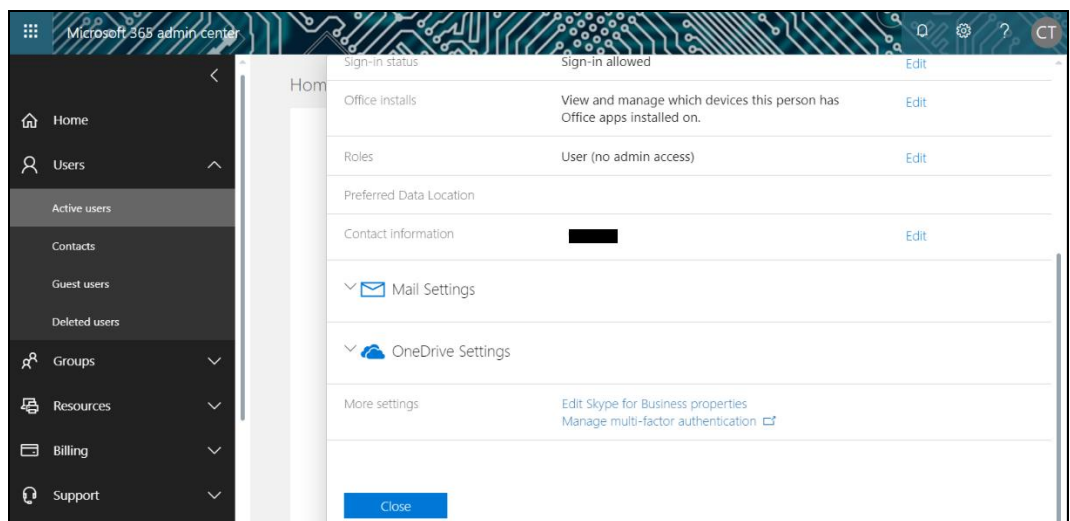 Microsoft 365 admin center
?
CT
Home
Users
Active users
Contacts
Guest users
Deleted users
Groups
Resources
Billing
Support
Hom
Sign-in status Sign-in allowed Edit
Office installs View and manage which devices this person has Edit
Office apps installed on.
Roles User (no admin access) Edit
Preferred Data Location
Contact information Edit
Mail Settings
OneDrive Settings
More settings Edit Skype for Business properties
Manage multi-factor authentication
Close